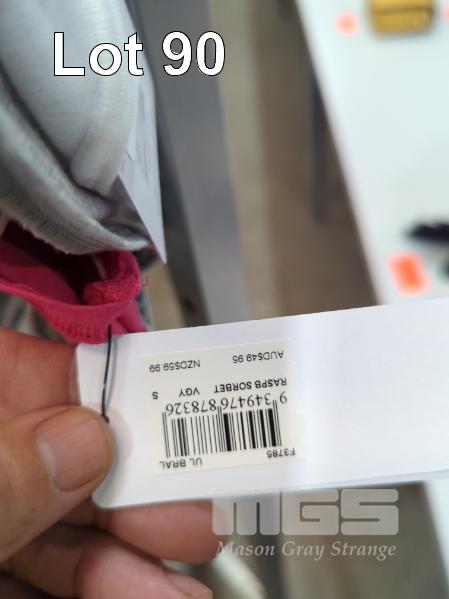 Lot 90
F3785 UL BRAL
9 349476 878326
RASPB SORBET VGY S
AUD$49.95 NZD$59.99
MGS
Mason Gray Strange